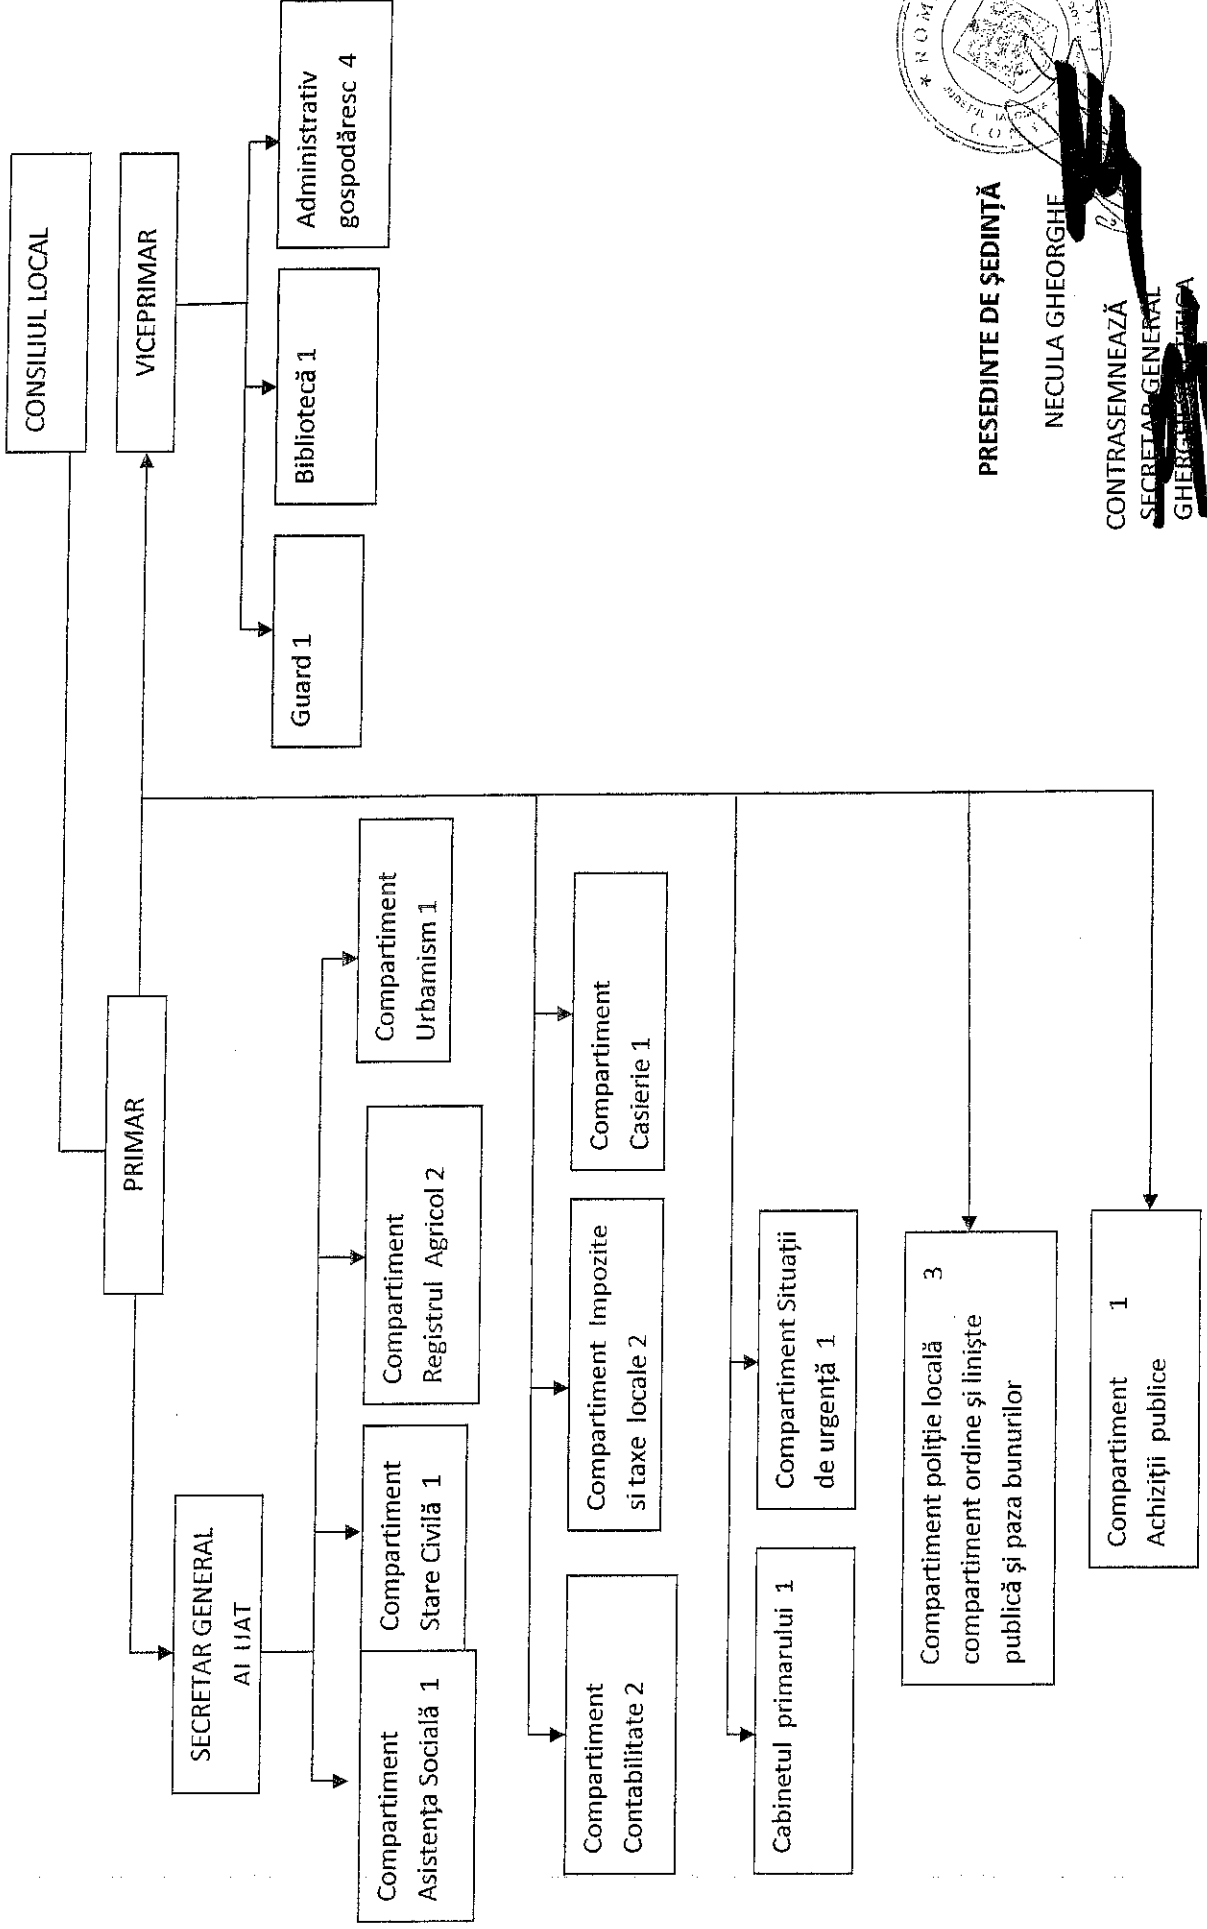 CONSILIUL LOCAL
PRIMAR
VICEPRIMAR
SECRETAR GENERAL
AL UAT
Guard 1
Bibliotecă 1
Administrativ
gospodăresc 4
Compartiment
Asistența Socială 1
Compartiment
Stare Civilă 1
Compartiment
Registrul Agricol 2
Compartiment
Urbamism 1
Compartiment
Contabilitate 2
Compartiment Impozite
si taxe locale 2
Compartiment
Casierie 1
Cabinetul primarului 1
Compartiment Situații
de urgență 1
Compartiment poliție locală 3
compartiment ordine și liniște
publică și paza bunurilor
Compartiment 1
Achiziții publice
PRESEDINTE DE ŞEDINȚĂ
NECULA GHEORGHE
CONTRASEMNEAZĂ
SECRETAR GENERAL